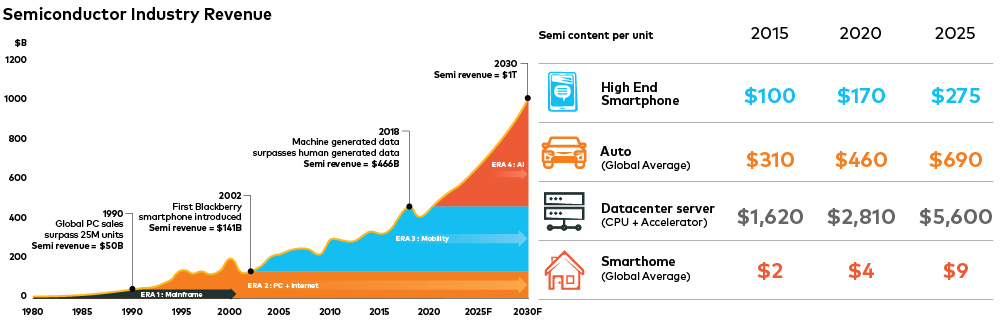 Semiconductor Industry Revenue
$B
1200
1000
800
600
400
200
0
1980
1985
1990
1995
2000
2005
2010
2015
2020
2025F
2030F
1990
Global PC sales
surpass 25M units
Semi revenue = $50B
2002
First Blackberry
smartphone introduced
Semi revenue = $141B
2018
Machine generated data
surpasses human generated data
Semi revenue = $466B
2030
Semi revenue = $1T
ERA 1 : Mainframe
ERA 2 : PC + Internet
ERA 3 : Mobility
ERA 4 : AI
Semi content per unit 2015 2020 2025
High End
Smartphone
$100 $170 $275
Auto
(Global Average)
$310 $460 $690
Datacenter server
(CPU + Accelerator)
$1,620 $2,810 $5,600
Smarthome
(Global Average)
$2 $4 $9